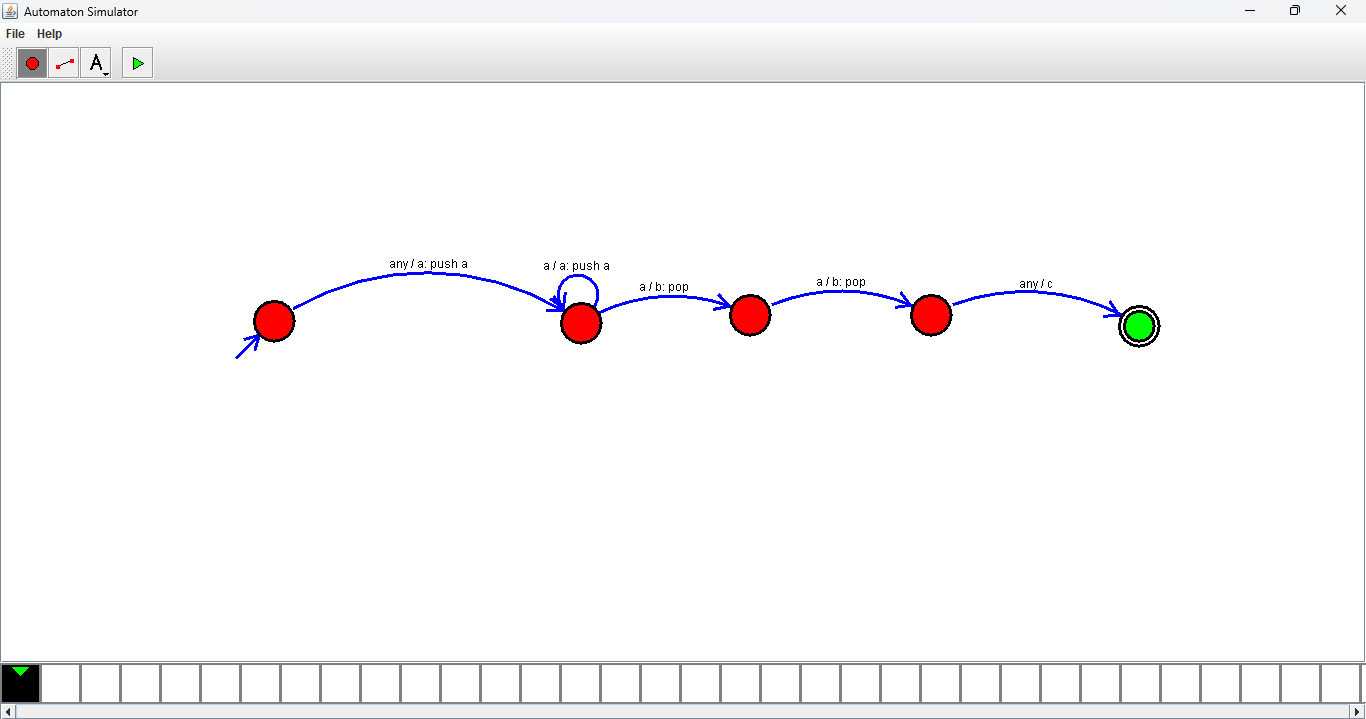 Automaton Simulator
File Help
A
any / a: push a
a / a: push a
a / b: pop
a / b: pop
any / c